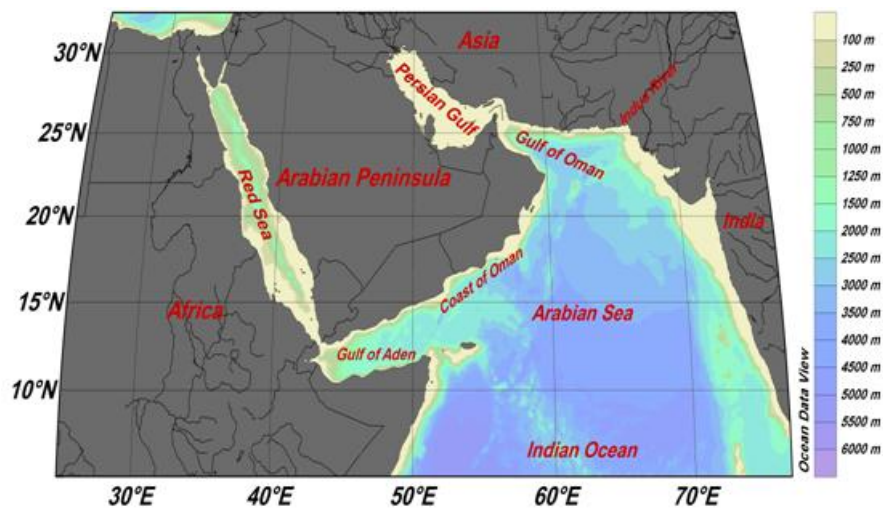 30°N
25°N
20°N
15°N
10°N
30°E
40°E
50°E
60°E
70°E
Asia
Persian Gulf
Indus River
Gulf of Oman
Arabian Peninsula
Red Sea
India
Coast of Oman
Africa
Arabian Sea
Gulf of Aden
Indian Ocean
Ocean Data View
100 m
250 m
500 m
750 m
1000 m
1250 m
1500 m
2000 m
2500 m
3000 m
3500 m
4000 m
4500 m
5000 m
5500 m
6000 m